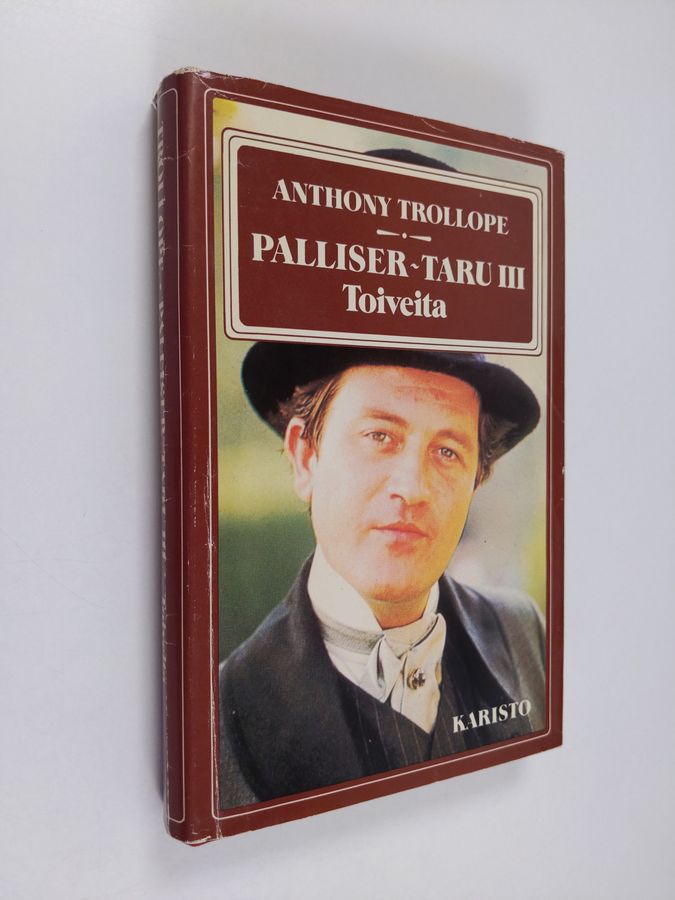 ANTHONY TROLLOPE
PALLISER~TARU III
Toiveita
KARISTO